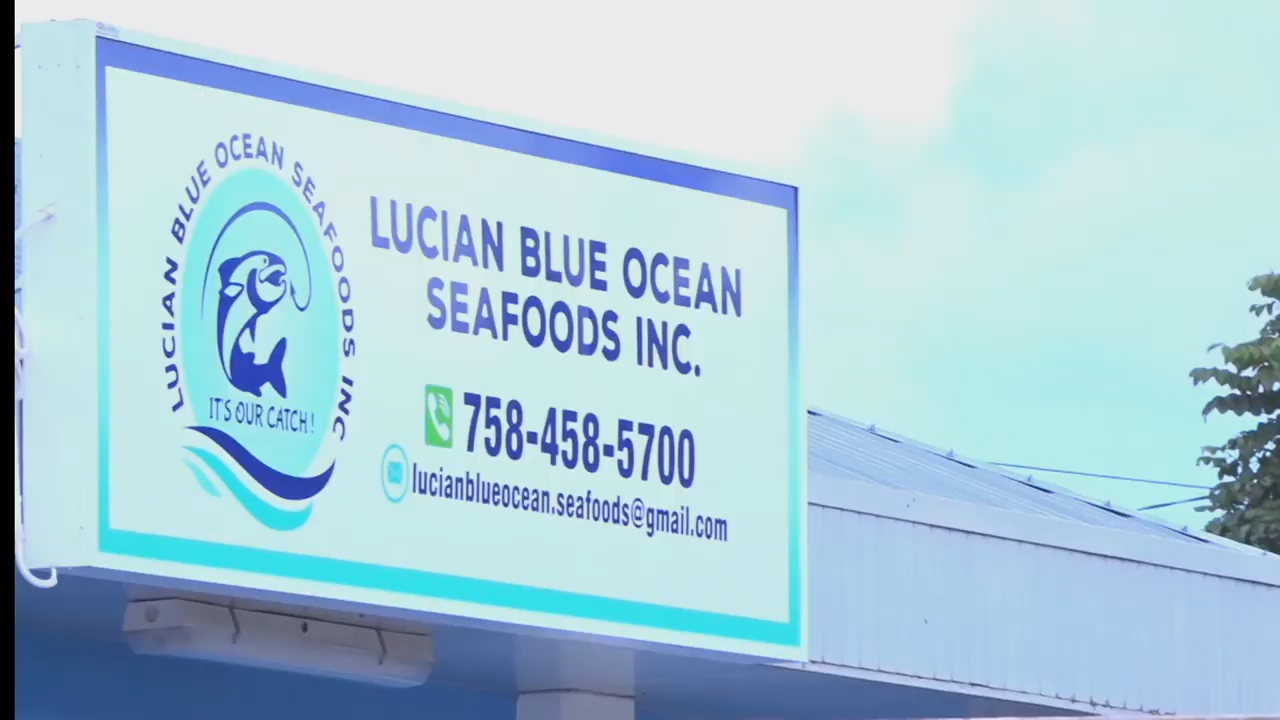 LUCIAN BLUE OCEAN SEAFOODS INC
IT'S OUR CATCH!
LUCIAN BLUE OCEAN
SEAFOODS INC.
758-458-5700
lucianblueocean.seafoods@gmail.com